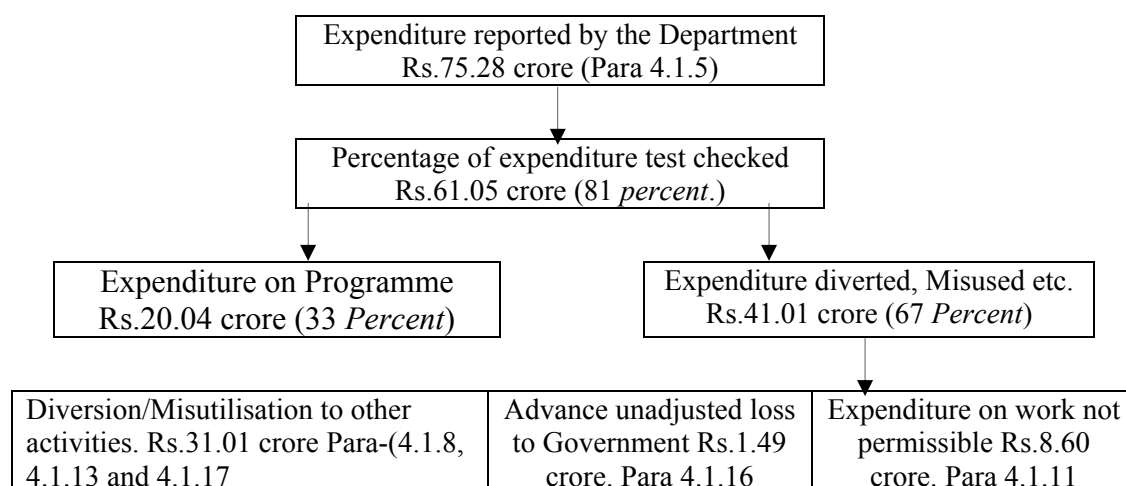 Expenditure reported by the Department
Rs.75.28 crore (Para 4.1.5)
Percentage of expenditure test checked
Rs.61.05 crore (81 percent.)
Expenditure on Programme
Rs.20.04 crore (33 Percent)
Expenditure diverted, Misused etc.
Rs.41.01 crore (67 Percent)
Diversion/Misutilisation to other
activities. Rs.31.01 crore Para-(4.1.8,
4.1.13 and 4.1.17
Advance unadjusted loss
to Government Rs.1.49
crore. Para 4.1.16
Expenditure on work not
permissible Rs.8.60
crore. Para 4.1.11